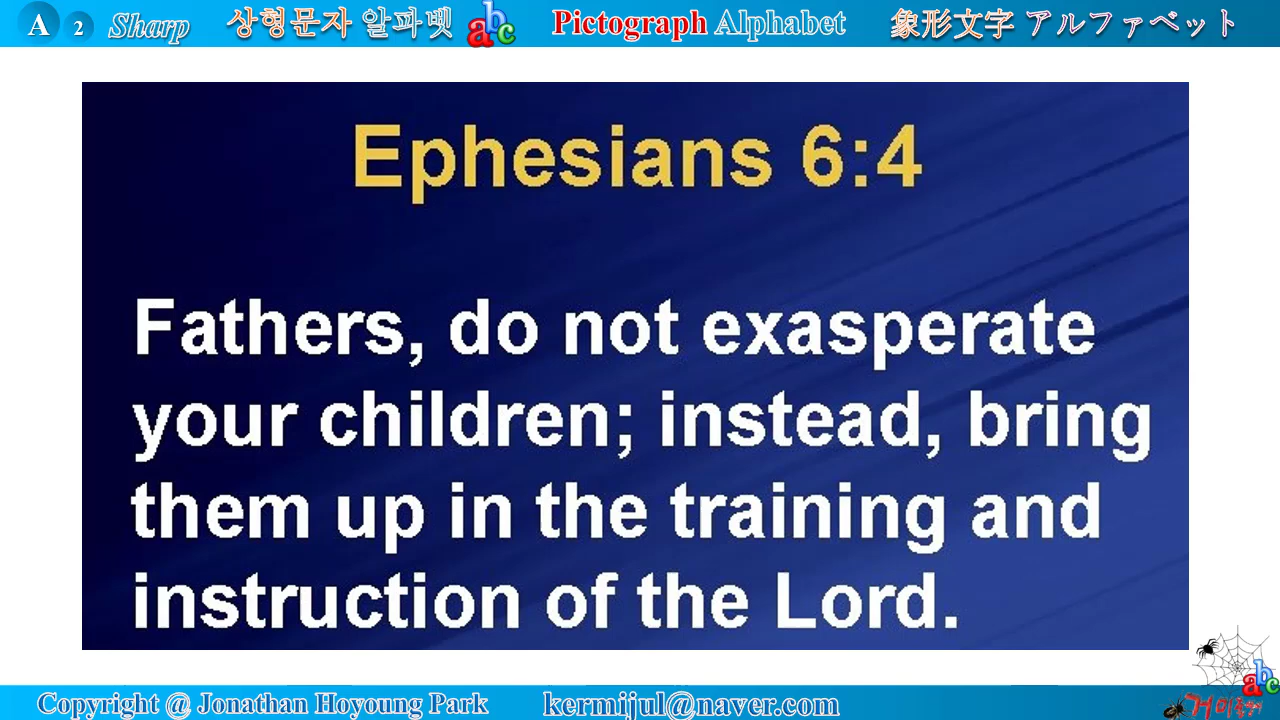 A 2 Sharp 상형문자 알파벳 abc Pictograph Alphabet 象形文字 アルファベット
Ephesians 6:4
Fathers, do not exasperate
your children; instead, bring
them up in the training and
instruction of the Lord.
abc
Copyright @ Jonathan Hoyoung Park kermijul@naver.com